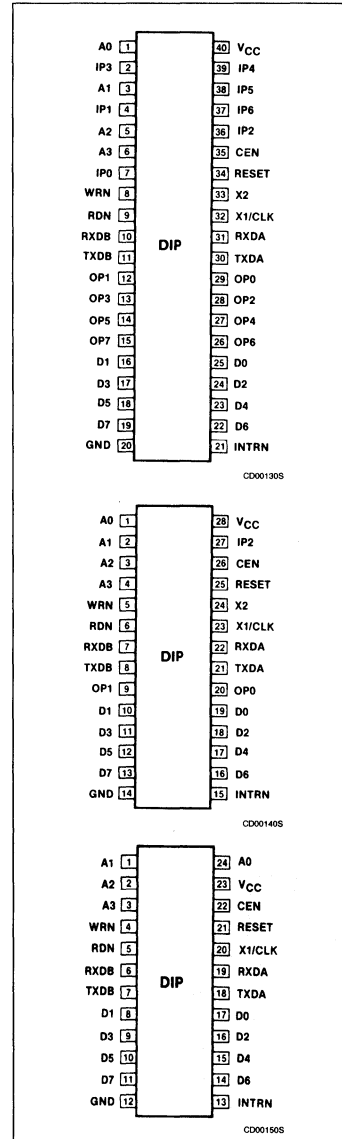 A0 1 40 VCC
IP3 2 39 IP4
A1 3 38 IP5
IP1 4 37 IP6
A2 5 36 IP2
A3 6 35 CEN
IP0 7 34 RESET
WRN 8 33 X2
RDN 9 32 X1/CLK
RXDB 10 31 RXDA
DIP
TXDB 11 30 TXDA
OP1 12 29 OP0
OP3 13 28 OP2
OP5 14 27 OP4
OP7 15 26 OP6
D1 16 25 D0
D3 17 24 D2
D5 18 23 D4
D7 19 22 D6
GND 20 21 INTRN
CD00130S
A0 1 28 VCC
A1 2 27 IP2
A2 3 26 CEN
A3 4 25 RESET
WRN 5 24 X2
RDN 6 23 X1/CLK
RXDB 7 22 RXDA
DIP
TXDB 8 21 TXDA
OP1 9 20 OP0
D1 10 19 D0
D3 11 18 D2
D5 12 17 D4
D7 13 16 D6
GND 14 15 INTRN
CD00140S
A1 1 24 A0
A2 2 23 VCC
A3 3 22 CEN
WRN 4 21 RESET
RDN 5 20 X1/CLK
RXDB 6 19 RXDA
DIP
TXDB 7 18 TXDA
D1 8 17 D0
D3 9 16 D2
D5 10 15 D4
D7 11 14 D6
GND 12 13 INTRN
CD00150S